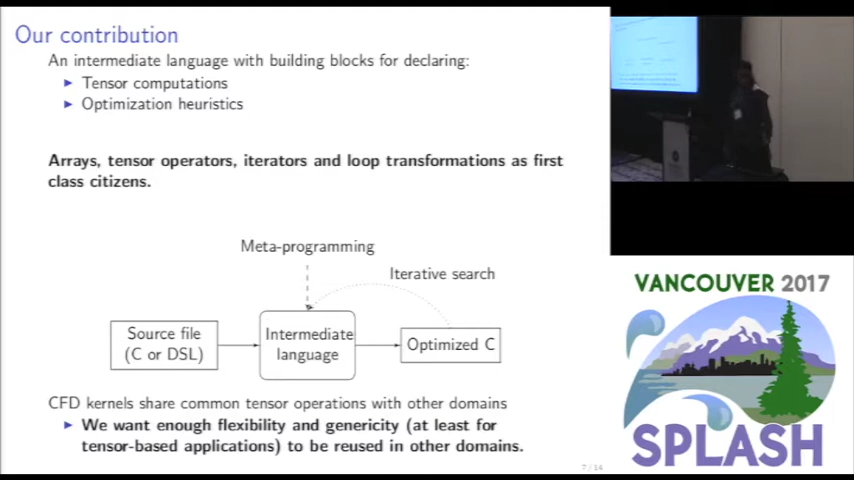 Our contribution
An intermediate language with building blocks for declaring:
Tensor computations
Optimization heuristics
Arrays, tensor operators, iterators and loop transformations as first
class citizens.
Meta-programming
Iterative search
Source file
(C or DSL)
Intermediate
language
Optimized C
CFD kernels share common tensor operations with other domains
We want enough flexibility and genericity (at least for
tensor-based applications) to be reused in other domains.
7 / 14
VANCOUVER 2017
SPLASH